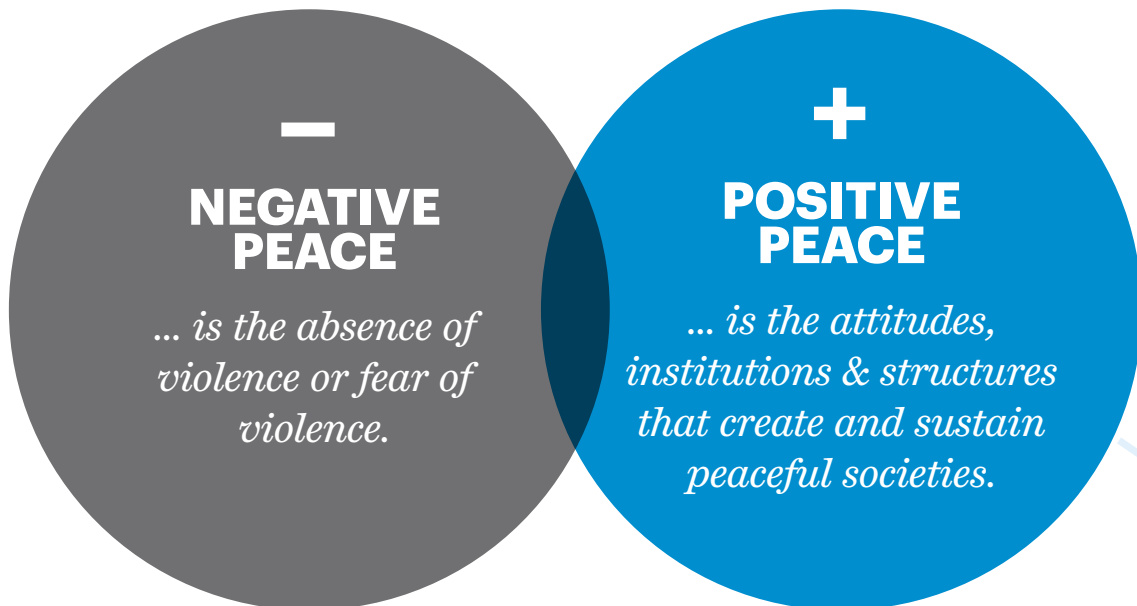 –
NEGATIVE
PEACE
... is the absence of
violence or fear of
violence.
+
POSITIVE
PEACE
... is the attitudes,
institutions & structures
that create and sustain
peaceful societies.